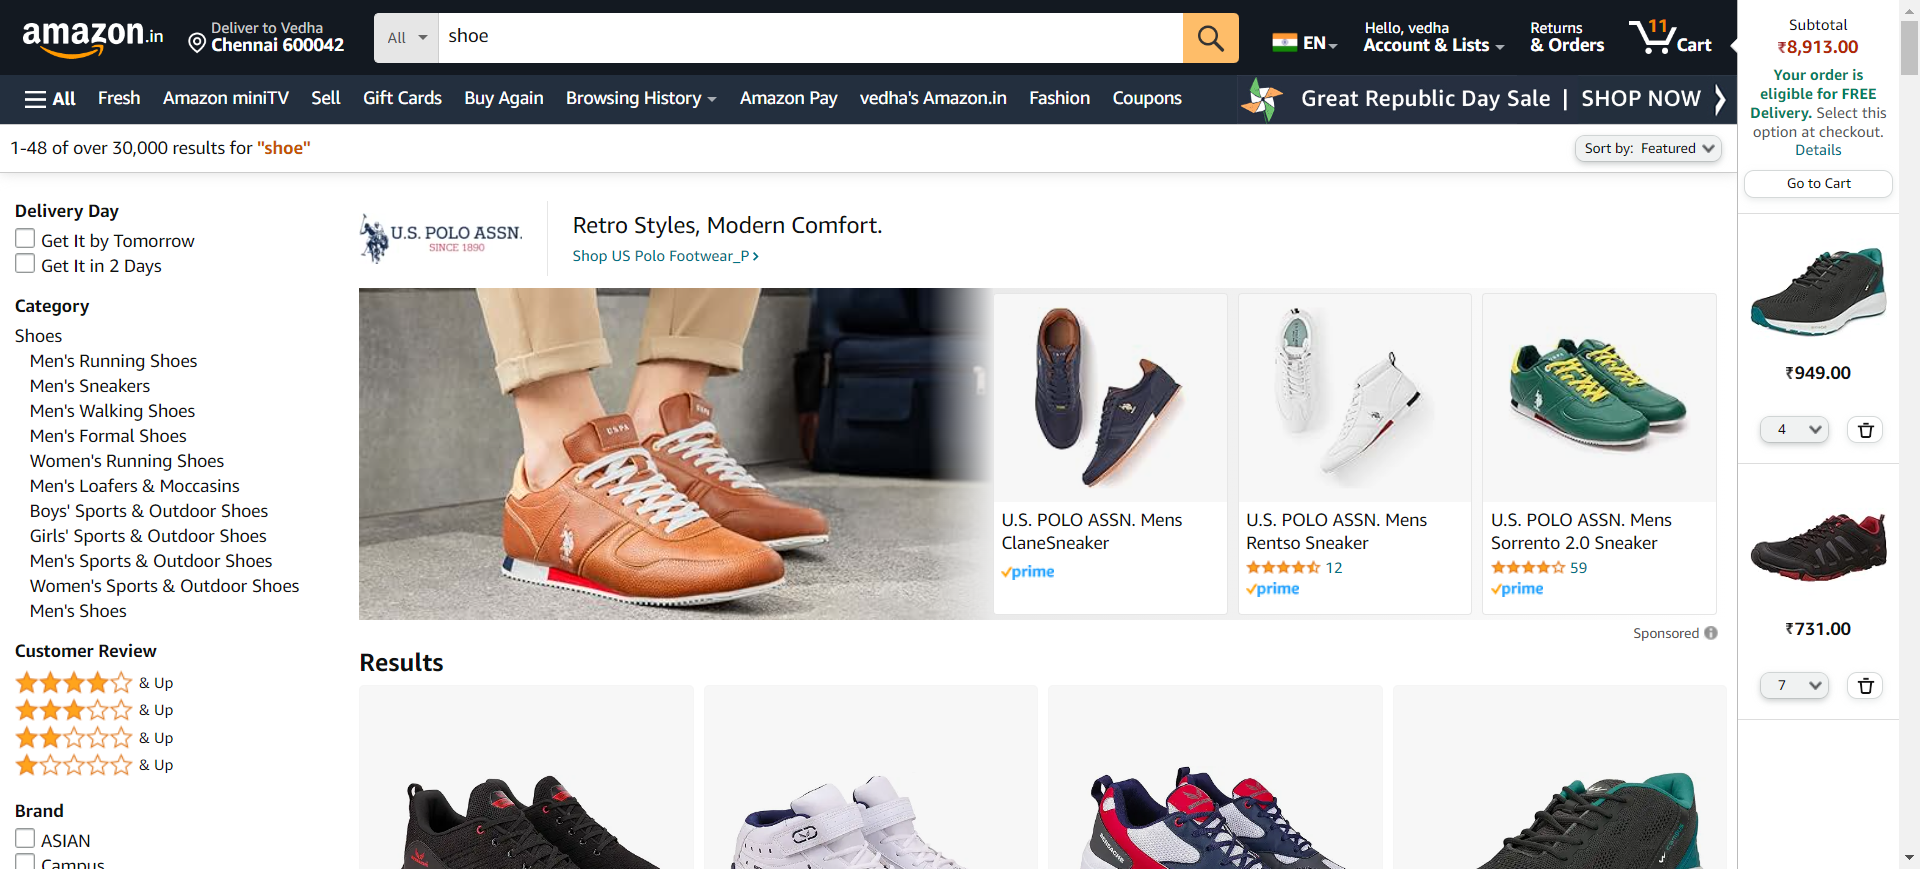 amazon.in
Deliver to Vedha
Chennai 600042
All
shoe
EN
Hello, vedha
Account & Lists
Returns
& Orders
11
Cart
All
Fresh
Amazon miniTV
Sell
Gift Cards
Buy Again
Browsing History
Amazon Pay
vedha's Amazon.in
Fashion
Coupons
Great Republic Day Sale | SHOP NOW
1-48 of over 30,000 results for "shoe"
Sort by: Featured
Delivery Day
Get It by Tomorrow
Get It in 2 Days
Category
Shoes
Men's Running Shoes
Men's Sneakers
Men's Walking Shoes
Men's Formal Shoes
Women's Running Shoes
Men's Loafers & Moccasins
Boys' Sports & Outdoor Shoes
Girls' Sports & Outdoor Shoes
Men's Sports & Outdoor Shoes
Women's Sports & Outdoor Shoes
Men's Shoes
Customer Review
& Up
& Up
& Up
& Up
Brand
ASIAN
Campus
U.S. POLO ASSN.
SINCE 1890
Retro Styles, Modern Comfort.
Shop US Polo Footwear_P
USPA
USPA
U.S. POLO ASSN. Mens
ClaneSneaker
prime
U.S. POLO ASSN. Mens
Rentso Sneaker
12
prime
U.S. POLO ASSN. Mens
Sorrento 2.0 Sneaker
59
prime
Sponsored
Results
Subtotal
₹8,913.00
Your order is
eligible for FREE
Delivery. Select this
option at checkout.
Details
Go to Cart
₹949.00
4
₹731.00
7